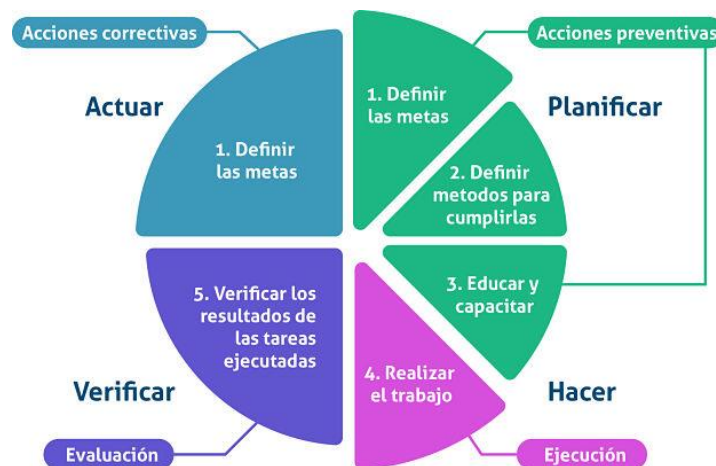 Acciones correctivas
Acciones preventivas
Actuar
Planificar
1. Definir
las metas
1. Definir
las metas
2. Definir
metodos para
cumplirlas
3. Educar y
capacitar
4. Realizar
el trabajo
5. Verificar los
resultados de
las tareas
ejecutadas
Verificar
Hacer
Evaluación
Ejecución